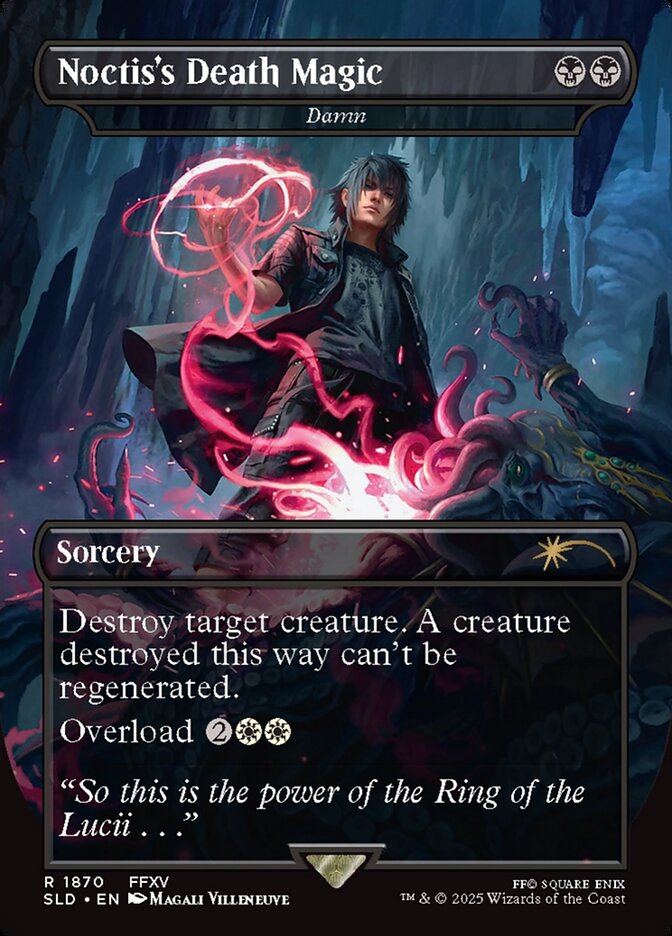 Noctis's Death Magic
Damn
Sorcery
Destroy target creature. A creature
destroyed this way can't be
regenerated.
Overload 2
“So this is the power of the Ring of the
Lucii . . .”
R 1870 FFXV
SLD • EN MAGALI VILLENEUVE
FF© SQUARE ENIX
™ & © 2025 Wizards of the Coast